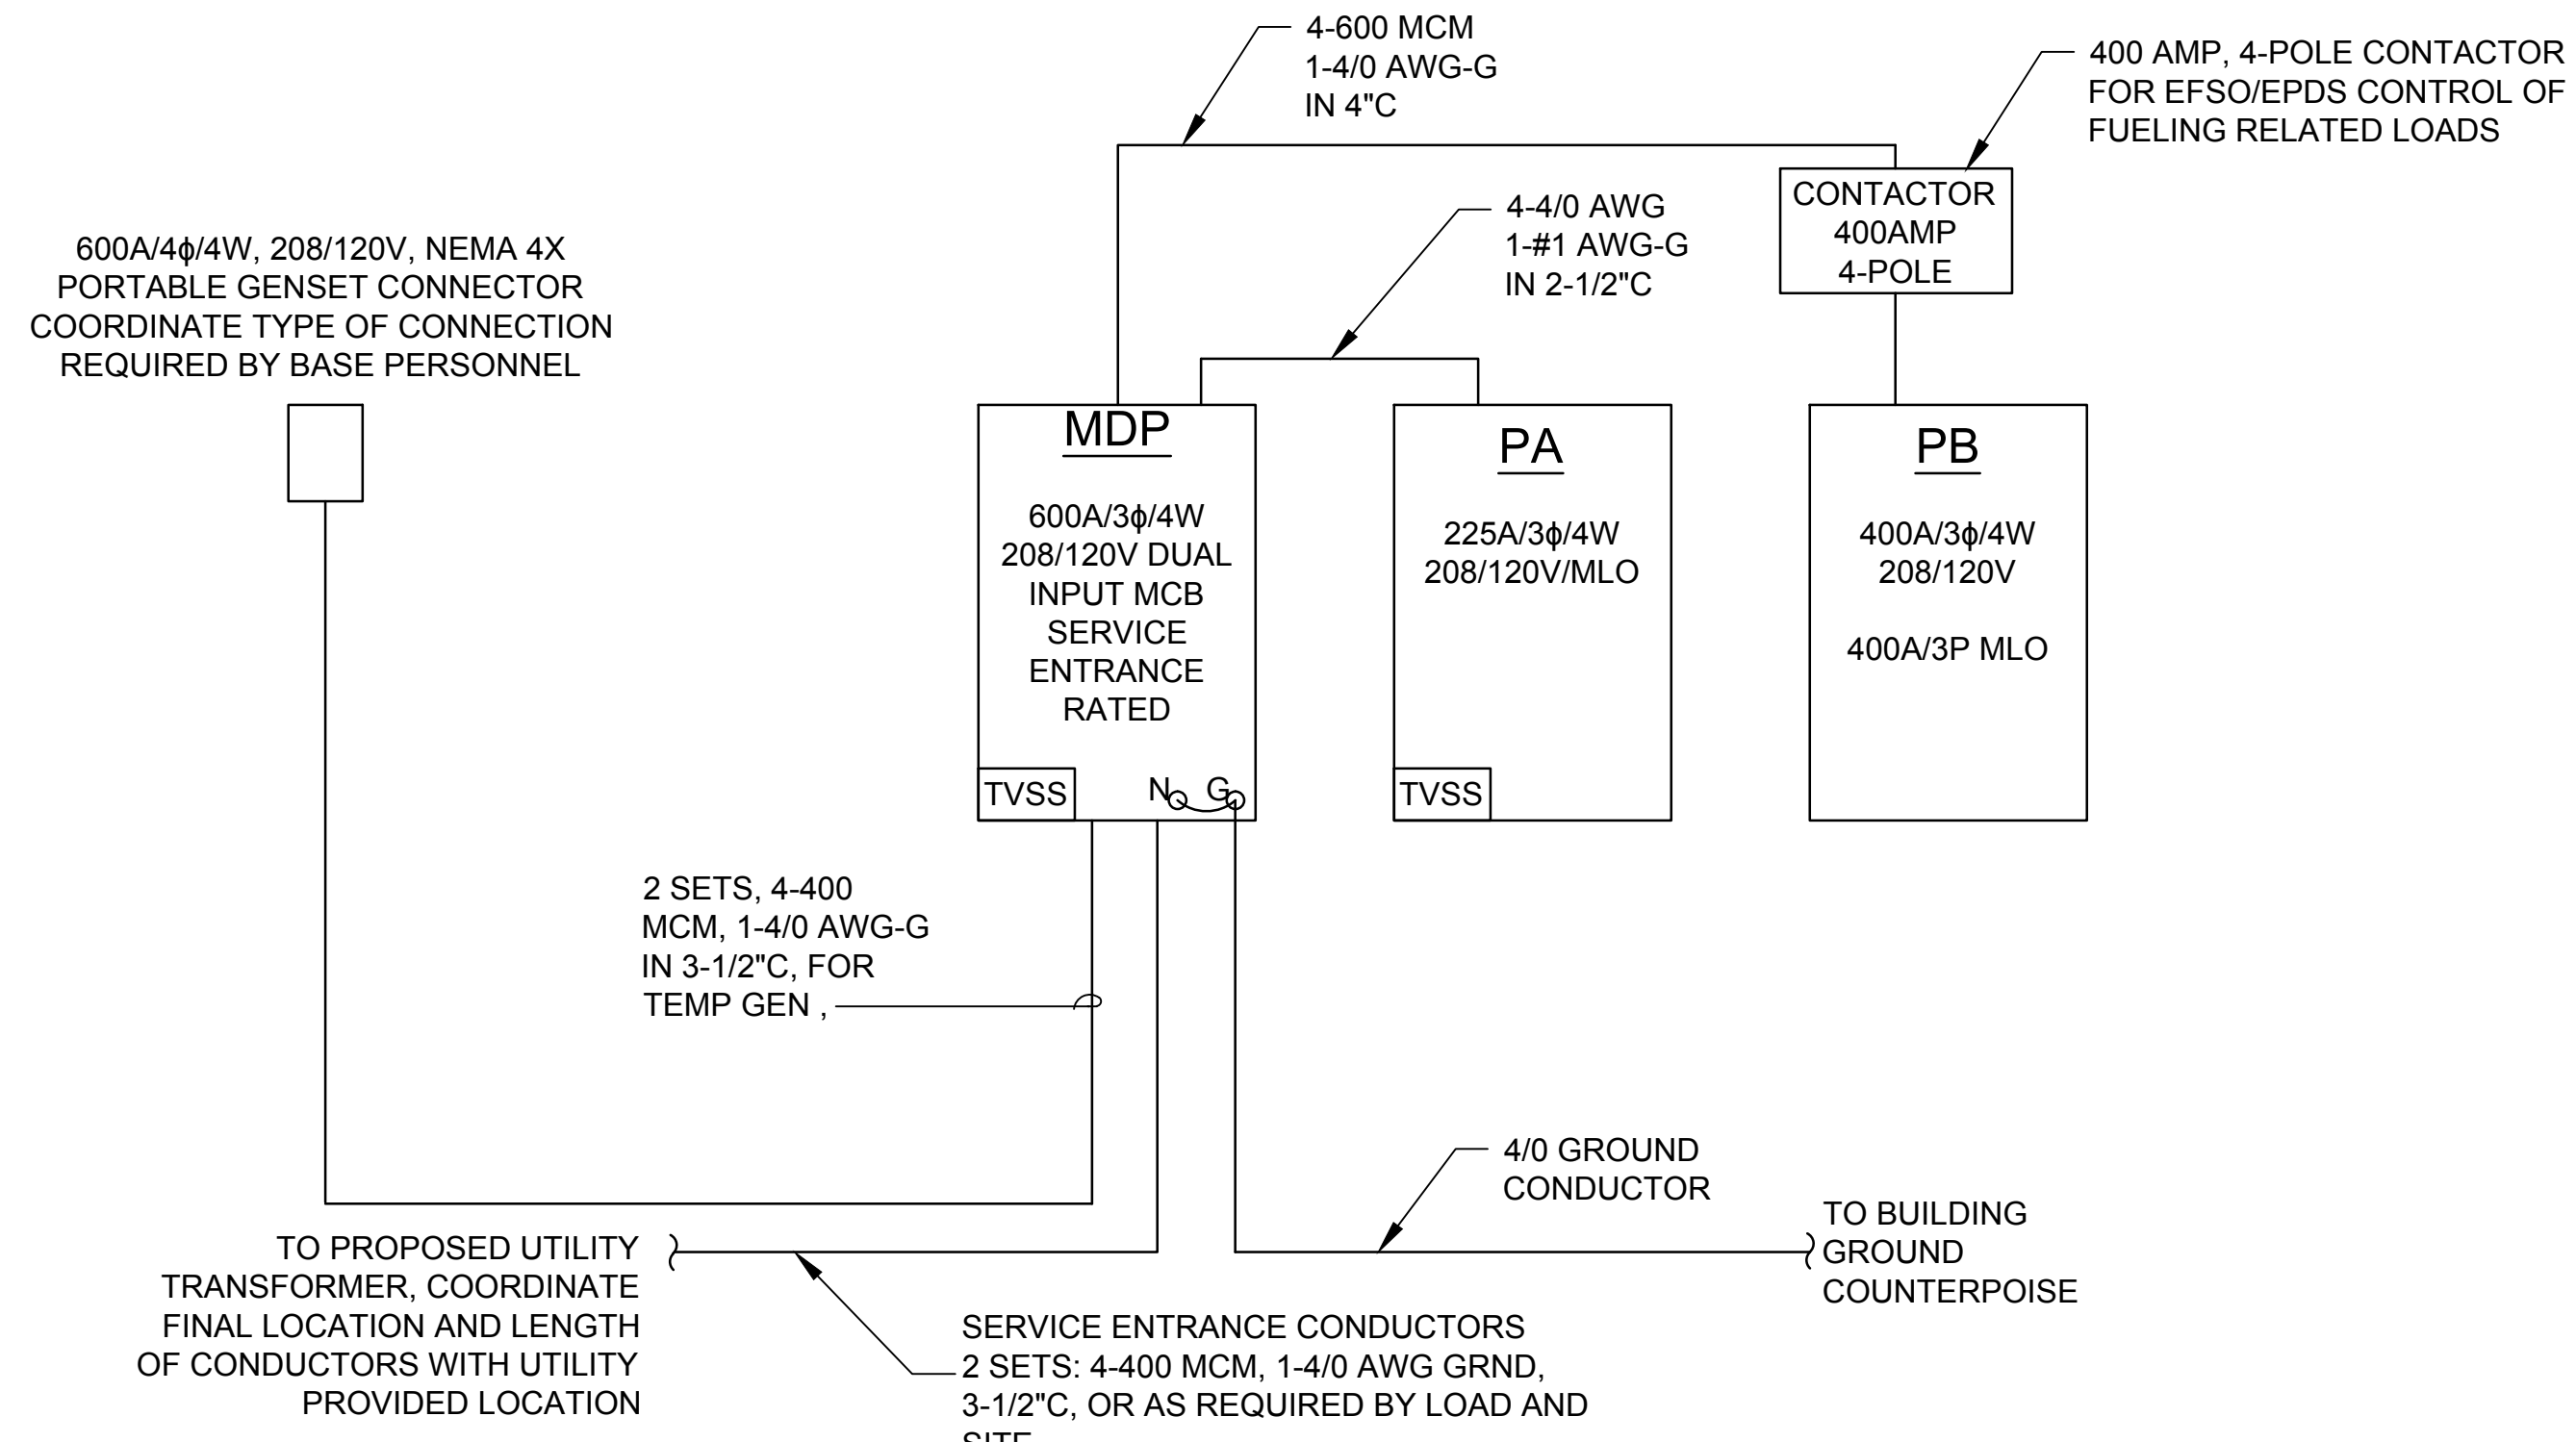 4-600 MCM
1-4/0 AWG-G
IN 4"C
400 AMP, 4-POLE CONTACTOR
FOR EFSO/EPDS CONTROL OF
FUELING RELATED LOADS
CONTACTOR
400AMP
4-POLE
4-4/0 AWG
1-#1 AWG-G
IN 2-1/2"C
600A/4ϕ/4W, 208/120V, NEMA 4X
PORTABLE GENSET CONNECTOR
COORDINATE TYPE OF CONNECTION
REQUIRED BY BASE PERSONNEL
MDP
600A/3ϕ/4W
208/120V DUAL
INPUT MCB
SERVICE
ENTRANCE
RATED
TVSS
N G
PA
225A/3ϕ/4W
208/120V/MLO
TVSS
PB
400A/3ϕ/4W
208/120V
400A/3P MLO
2 SETS, 4-400
MCM, 1-4/0 AWG-G
IN 3-1/2"C, FOR
TEMP GEN ,
4/0 GROUND
CONDUCTOR
TO BUILDING
GROUND
COUNTERPOISE
TO PROPOSED UTILITY
TRANSFORMER, COORDINATE
FINAL LOCATION AND LENGTH
OF CONDUCTORS WITH UTILITY
PROVIDED LOCATION
SERVICE ENTRANCE CONDUCTORS
2 SETS: 4-400 MCM, 1-4/0 AWG GRND,
3-1/2"C, OR AS REQUIRED BY LOAD AND
SITE